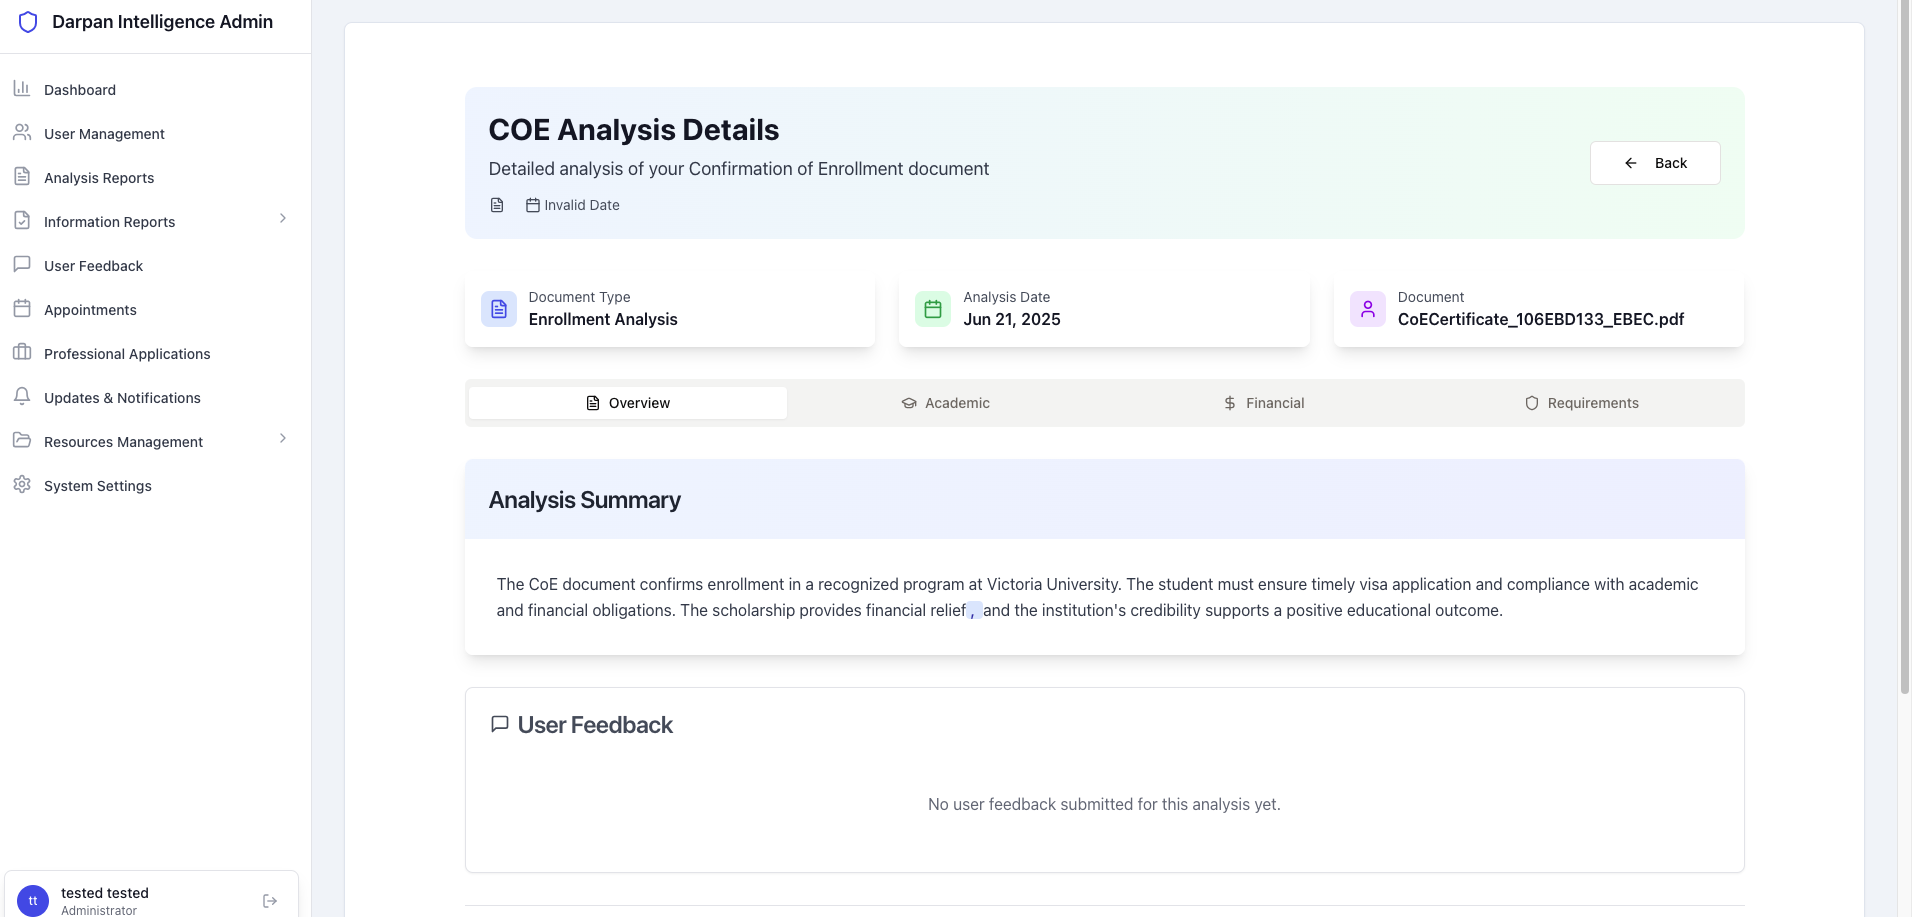 Darpan Intelligence Admin
Dashboard
User Management
Analysis Reports
Information Reports
User Feedback
Appointments
Professional Applications
Updates & Notifications
Resources Management
System Settings
tt
tested tested
Administrator
COE Analysis Details
Detailed analysis of your Confirmation of Enrollment document
Invalid Date
Back
Document Type
Enrollment Analysis
Analysis Date
Jun 21, 2025
Document
CoECertificate_106EBD133_EBEC.pdf
Overview
Academic
Financial
Requirements
Analysis Summary
The CoE document confirms enrollment in a recognized program at Victoria University. The student must ensure timely visa application and compliance with academic
and financial obligations. The scholarship provides financial relief, and the institution's credibility supports a positive educational outcome.
User Feedback
No user feedback submitted for this analysis yet.